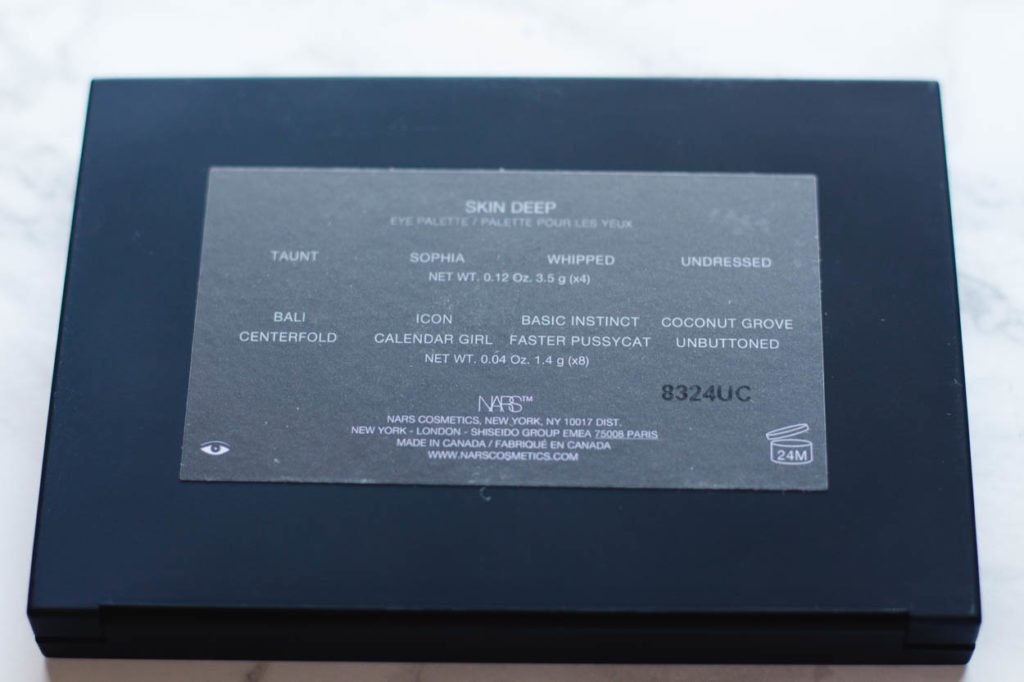 SKIN DEEP
EYE PALETTE / PALETTE POUR LES YEUX
TAUNT SOPHIA WHIPPED UNDRESSED
NET WT. 0.12 Oz. 3.5 g (x4)
BALI ICON BASIC INSTINCT COCONUT GROVE
CENTERFOLD CALENDAR GIRL FASTER PUSSYCAT UNBUTTONED
NET WT. 0.04 Oz. 1.4 g (x8)
8324UC
NARS™
NARS COSMETICS, NEW YORK, NY 10017 DIST.
NEW YORK - LONDON - SHISEIDO GROUP EMEA 75008 PARIS
MADE IN CANADA / FABRIQUÉ EN CANADA
WWW.NARSCOSMETICS.COM
24M